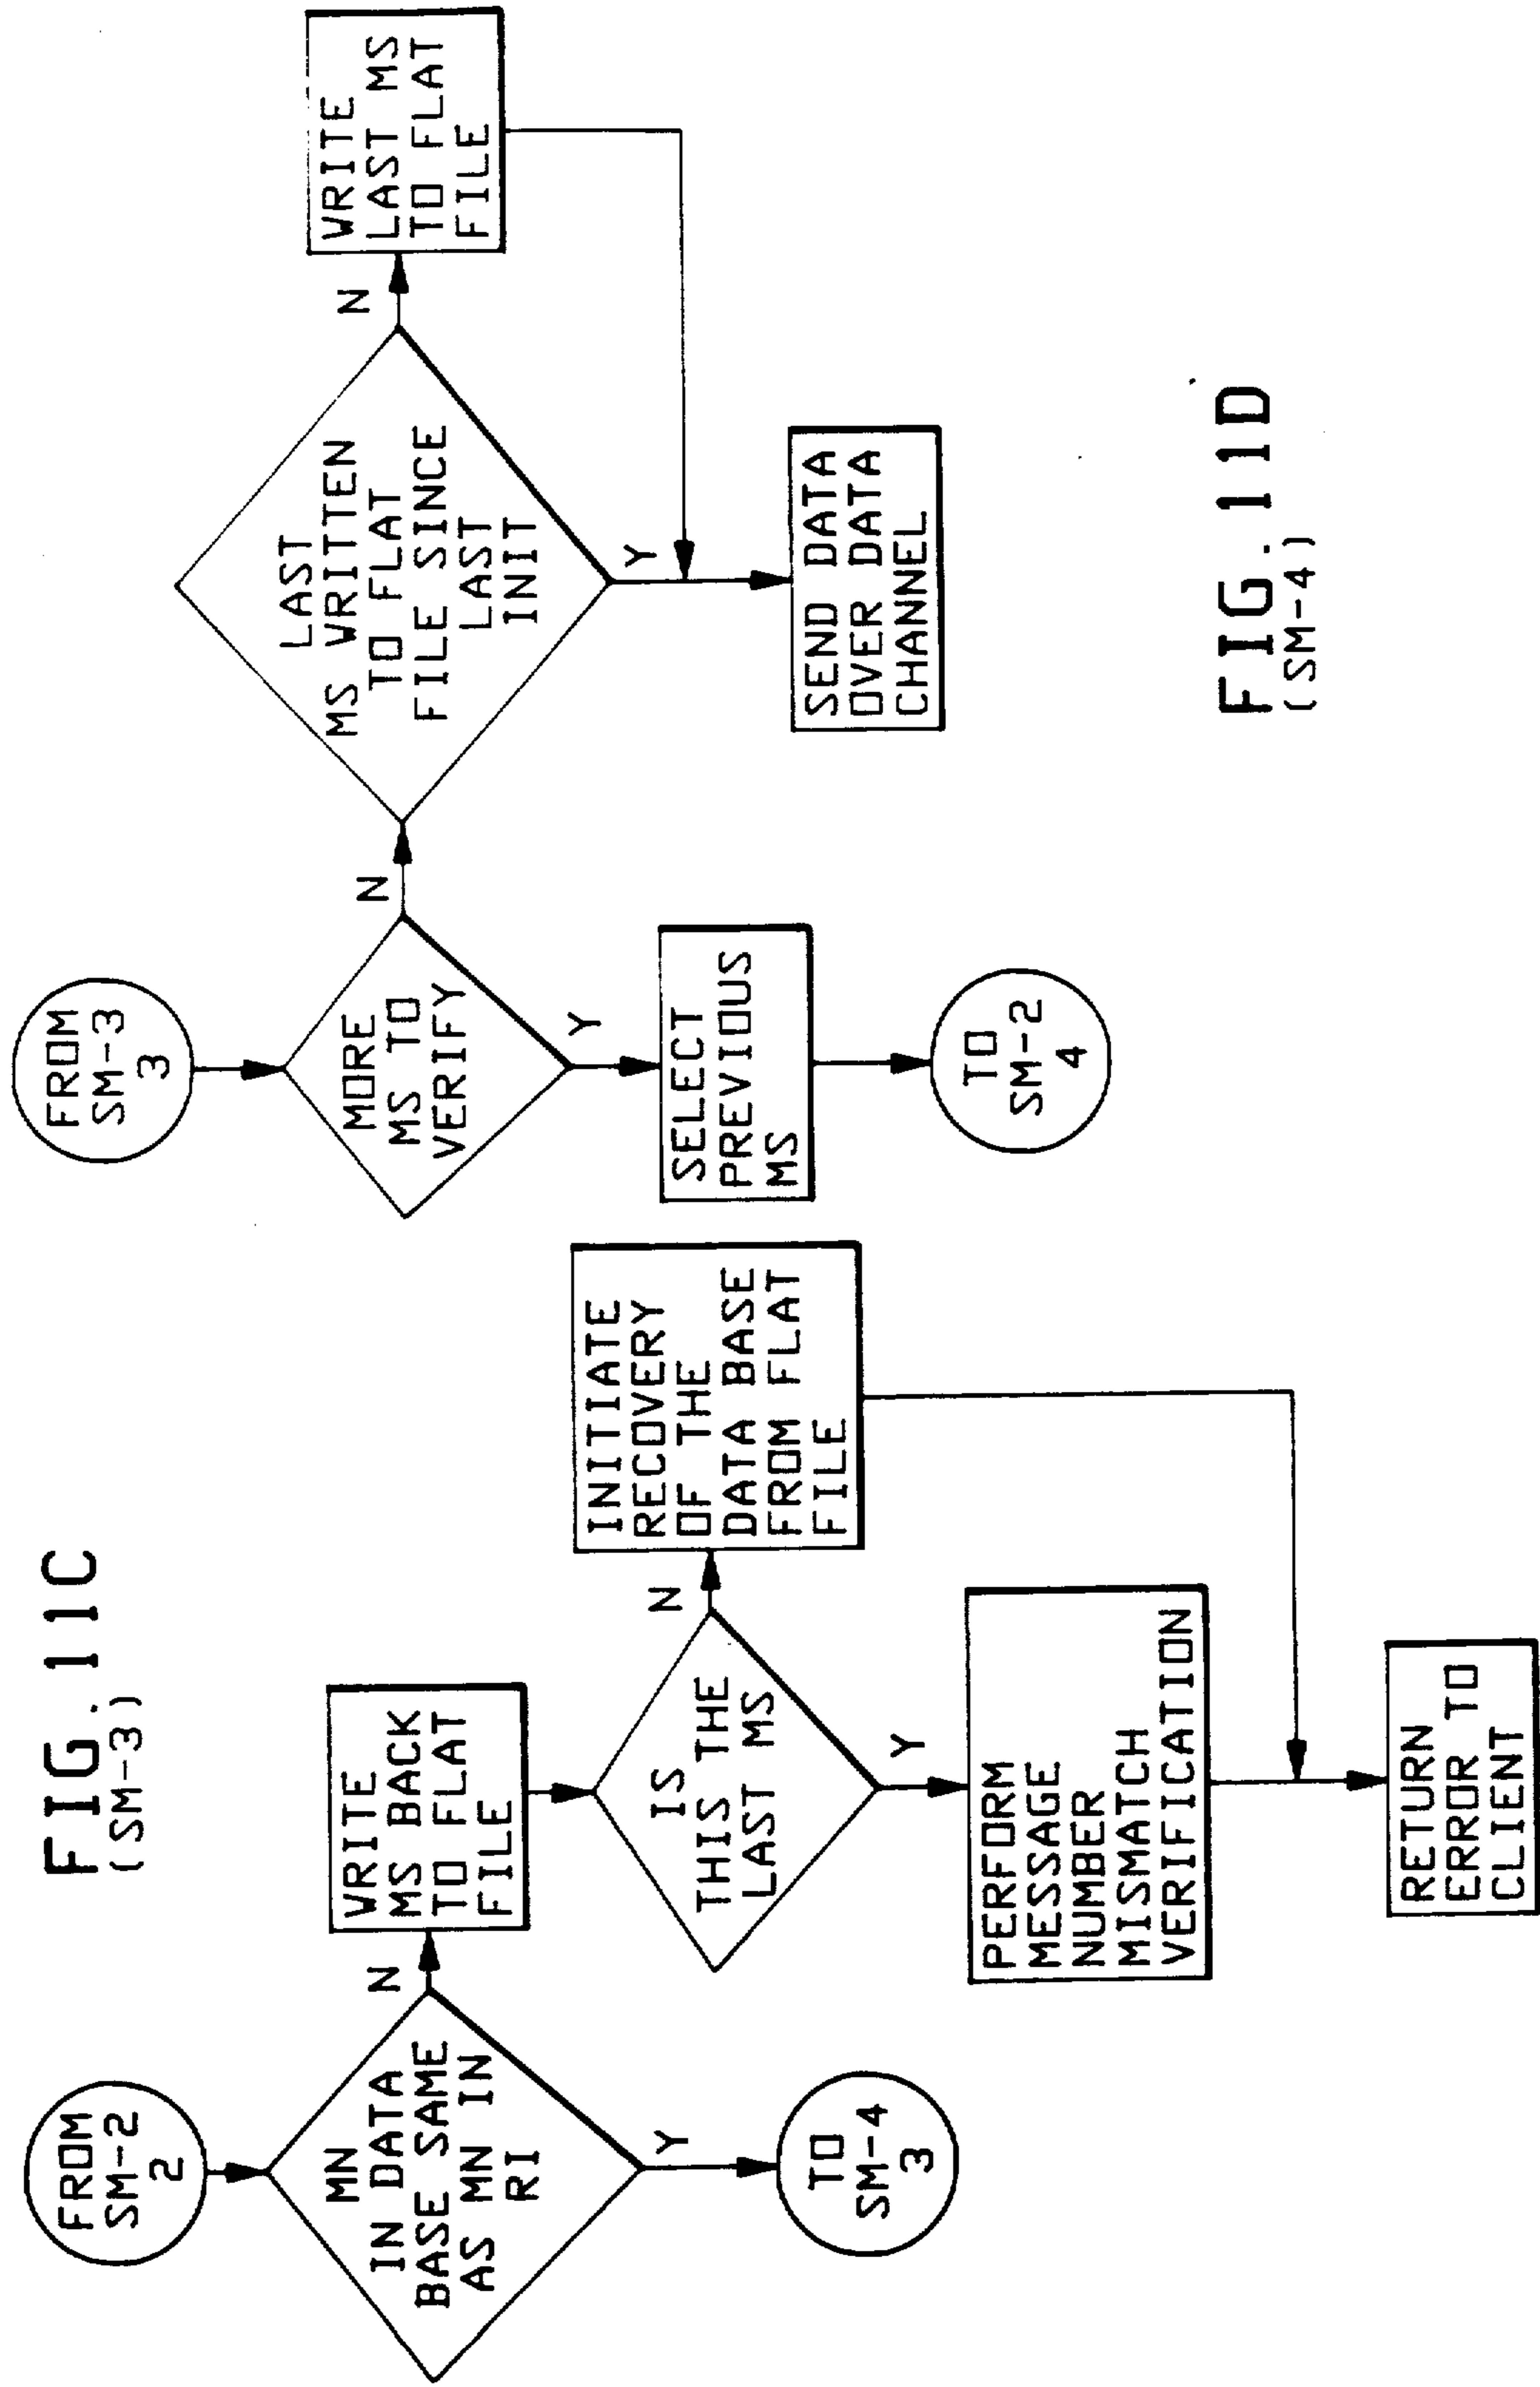 FIG. 11C
(SM-3)
FROM
SM-2
2
MN
IN DATA
BASE SAME
AS MN IN
RI
N
Y
TO
SM-4
3
WRITE
MS BACK
TO FLAT
FILE
IS
THIS THE
LAST MS
N
Y
INITIATE
RECOVERY
OF THE
DATA BASE
FROM FLAT
FILE
PERFORM
MESSAGE
NUMBER
MISMATCH
VERIFICATION
RETURN
ERROR TO
CLIENT
FROM
SM-3
3
MORE
MS TO
VERIFY
N
Y
SELECT
PREVIOUS
MS
TO
SM-2
4
LAST
MS WRITTEN
TO FLAT
FILE SINCE
LAST
INIT
N
Y
WRITE
LAST MS
TO FLAT
FILE
SEND DATA
OVER DATA
CHANNEL
FIG. 11D
(SM-4)